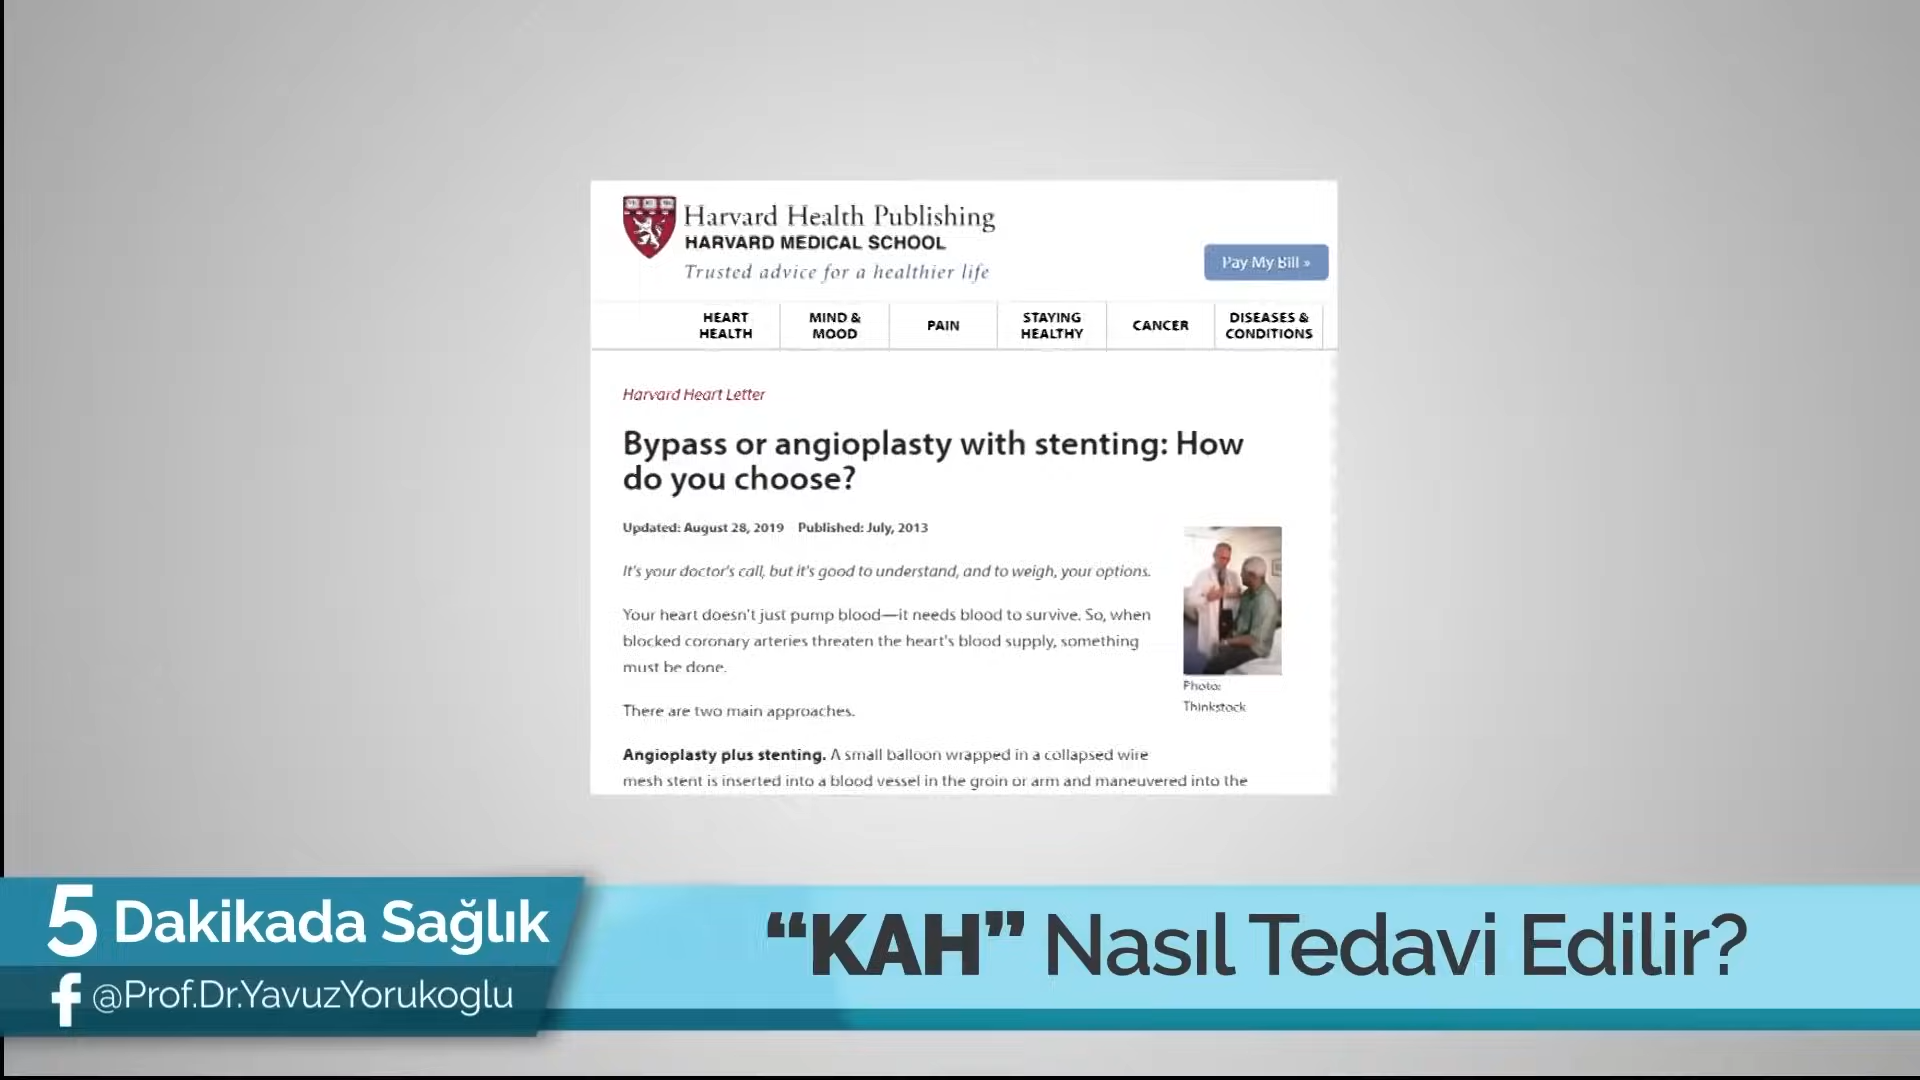 Harvard Health Publishing
HARVARD MEDICAL SCHOOL
Trusted advice for a healthier life
Pay My Bill »
HEART HEALTH
MIND & MOOD
PAIN
STAYING HEALTHY
CANCER
DISEASES & CONDITIONS
Harvard Heart Letter
Bypass or angioplasty with stenting: How
do you choose?
Updated: August 28, 2019 Published: July, 2013
It's your doctor's call, but it's good to understand, and to weigh, your options.
Your heart doesn't just pump blood—it needs blood to survive. So, when
blocked coronary arteries threaten the heart's blood supply, something
must be done.
Photo:
Thinkstock
There are two main approaches.
Angioplasty plus stenting. A small balloon wrapped in a collapsed wire
mesh stent is inserted into a blood vessel in the groin or arm and maneuvered into the
5 Dakikada Sağlık
@Prof.Dr.YavuzYorukoglu
“KAH” Nasıl Tedavi Edilir?